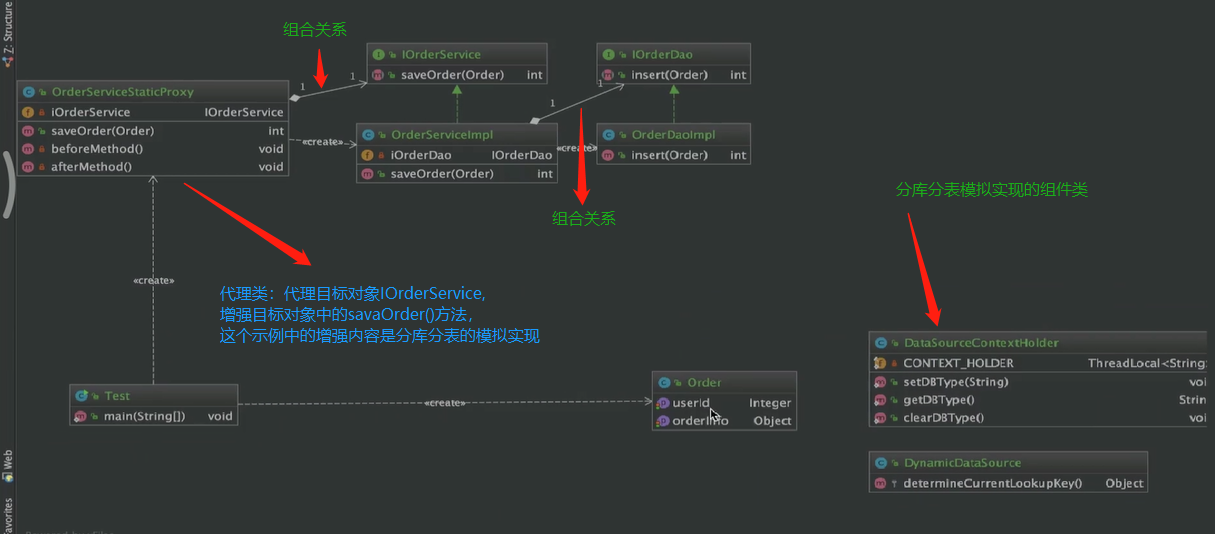 Z: Structure
组合关系
IOrderService
saveOrder(Order) int
IOrderDao
insert(Order) int
1
1
1
1
OrderServiceStaticProxy
iOrderService IOrderService
saveOrder(Order) int
beforeMethod() void
afterMethod() void
«create»
OrderServiceImpl
iOrderDao IOrderDao
saveOrder(Order) int
«create»
OrderDaoImpl
insert(Order) int
组合关系
分库分表模拟实现的组件类
«create»
代理类：代理目标对象IOrderService,
增强目标对象中的savaOrder()方法，
这个示例中的增强内容是分库分表的模拟实现
DataSourceContextHolder
CONTEXT_HOLDER ThreadLocal<String
setDBType(String) voi
getDBType() Strin
clearDBType() voi
Test
main(String[]) void
«create»
Order
userId Integer
orderInfo Object
DynamicDataSource
determineCurrentLookupKey() Object
Web
avorites